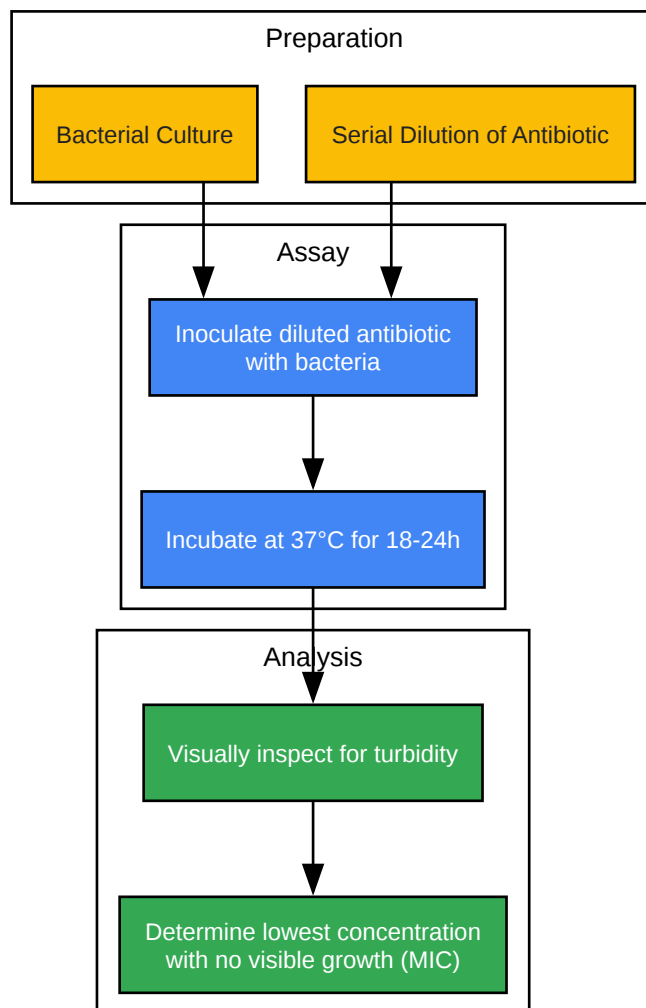 Preparation
Bacterial Culture
Serial Dilution of Antibiotic
Assay
Inoculate diluted antibiotic
with bacteria
Incubate at 37°C for 18-24h
Analysis
Visually inspect for turbidity
Determine lowest concentration
with no visible growth (MIC)